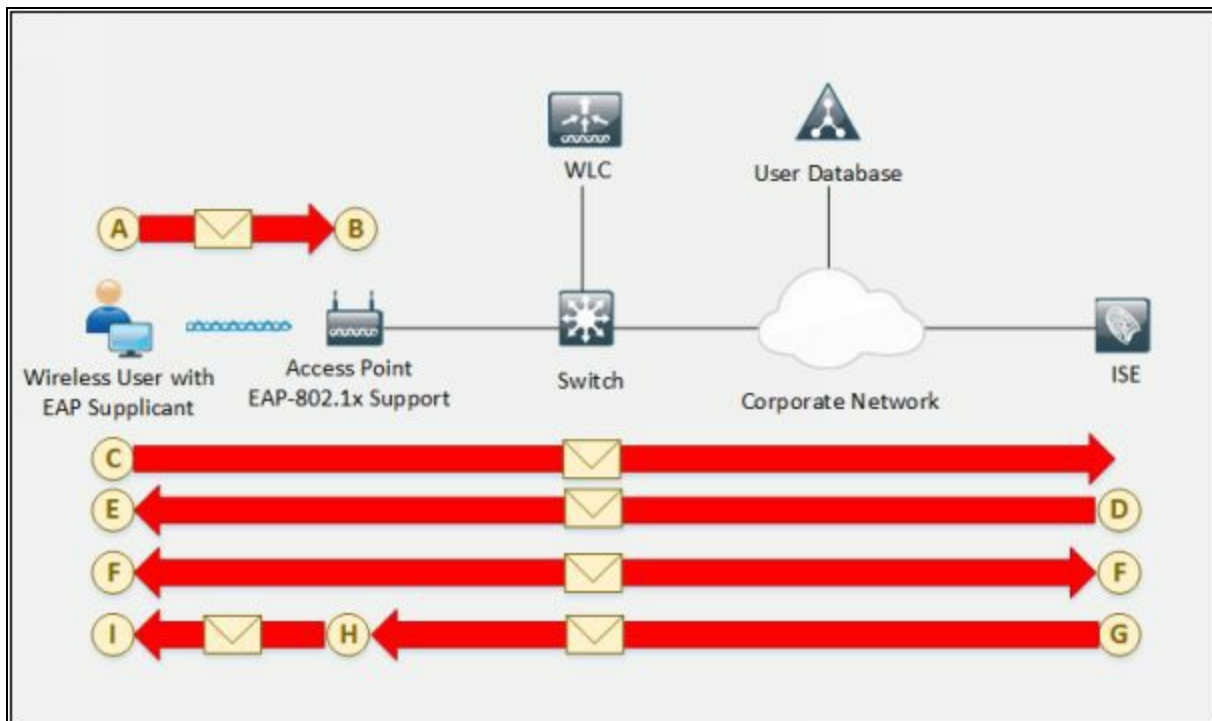 WLC
User Database
A
B
Wireless User with
EAP Supplicant
Access Point
EAP-802.1x Support
Switch
Corporate Network
ISE
C
E
D
F
F
I
H
G